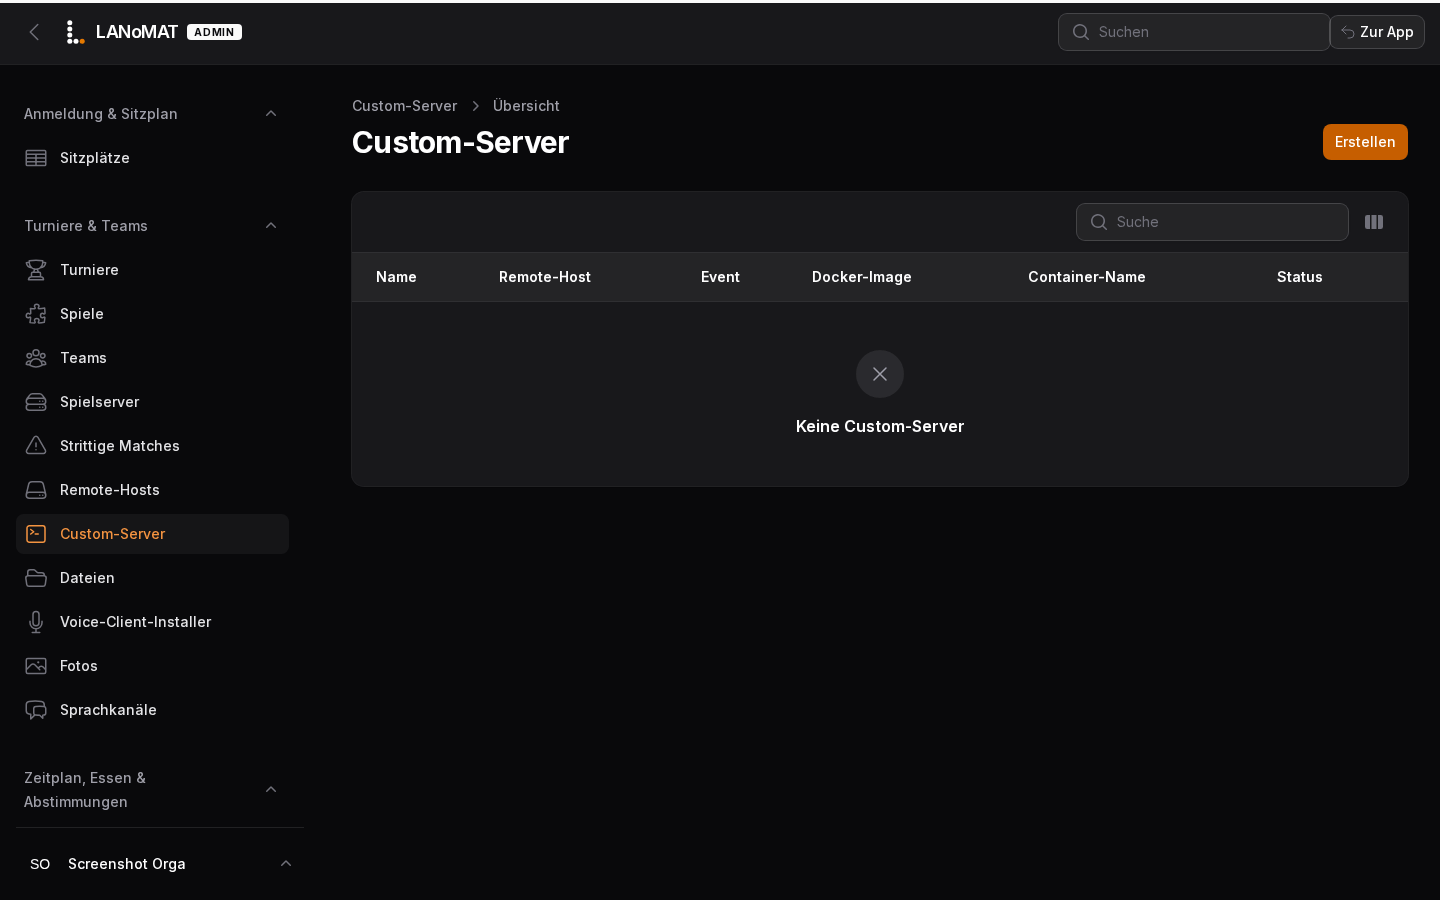 LANoMAT ADMIN
Suchen
Zur App
Anmeldung & Sitzplan
Sitzplätze
Turniere & Teams
Turniere
Spiele
Teams
Spielserver
Strittige Matches
Remote-Hosts
Custom-Server
Dateien
Voice-Client-Installer
Fotos
Sprachkanäle
Zeitplan, Essen &
Abstimmungen
SO Screenshot Orga
Custom-Server Übersicht
Custom-Server
Erstellen
Suche
Name Remote-Host Event Docker-Image Container-Name Status
Keine Custom-Server